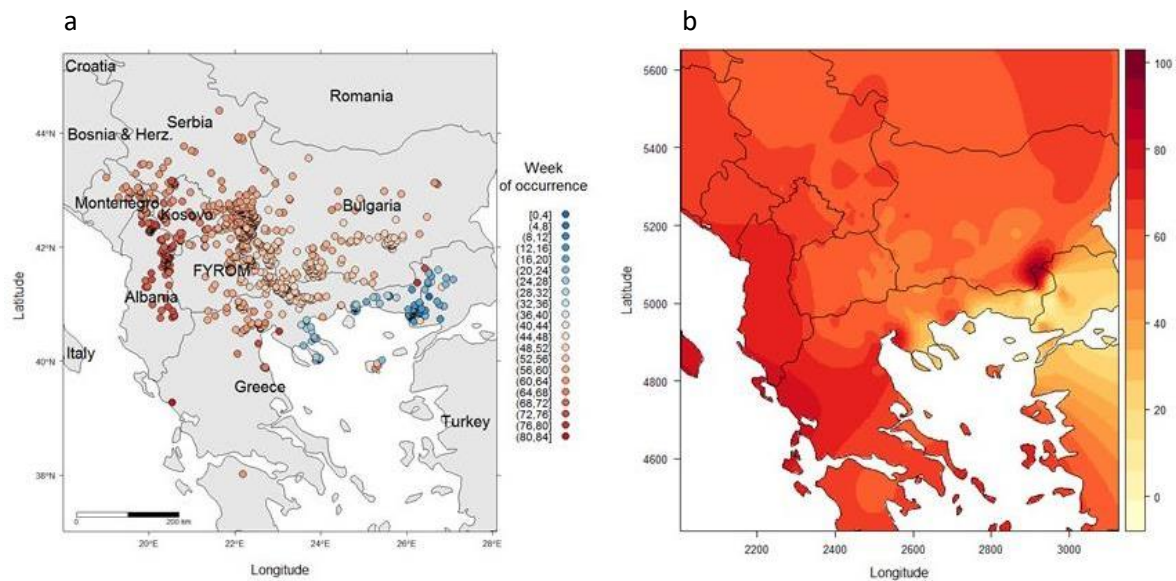 a
Croatia
Romania
Serbia
Bosnia & Herz.
Montenegro
Kosovo
Bulgaria
FYROM
Albania
Italy
Greece
Turkey
44°N
42°N
40°N
38°N
Latitude
200 km
20°E 22°E 24°E 26°E 28°E
Longitude
Week
of occurrence
[0,4]
(4,8]
(8,12]
(12,16]
(16,20]
(20,24]
(24,28]
(28,32]
(32,36]
(36,40]
(40,44]
(44,48]
(48,52]
(52,56]
(56,60]
(60,64]
(64,68]
(68,72]
(72,76]
(76,80]
(80,84]
b
5600
5400
5200
5000
4800
4600
Latitude
2200 2400 2600 2800 3000
Longitude
100
80
60
40
20
0